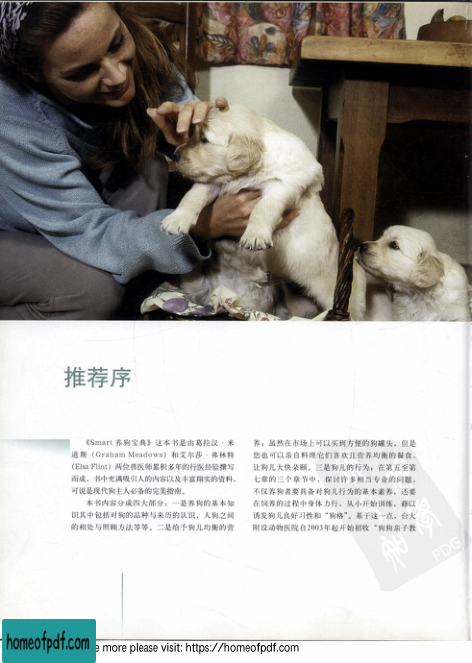 推荐序
《Smart 养狗宝典》这本书是由葛拉汉·米
道斯（Graham Meadows）和艾尔莎·弗林特
(Elsa Flint) 两位兽医师累积多年的行医经验撰写
而成。书中充满吸引人的内容以及丰富翔实的资料，
可说是现代狗主人必备的完美指南。
本书内容分成四大部分：一是养狗的基本知
识其中包括对狗的品种与来历的认识、人狗之间
的相处与照顾方法等等。二是给予狗儿均衡的营
养：虽然在市场上可以买到方便的狗罐头，但是
您也可以亲自料理它们喜欢且营养均衡的餐食，
让狗儿大快朵颐。三是狗儿的行为：在第五至第
七章的三个章节中，探讨许多相当专业的问题，
不仅养狗者要具备对狗儿行为的基本素养，还要
在饲养的过程中身体力行，从小开始训练，藉以
诱发狗儿良好习性和“狗格”。基于这一点，台大
附设动物医院自2003年起开始招收“狗狗亲子教
PDG
homeofpdf.com
e more please visit: https://homeofpdf.com